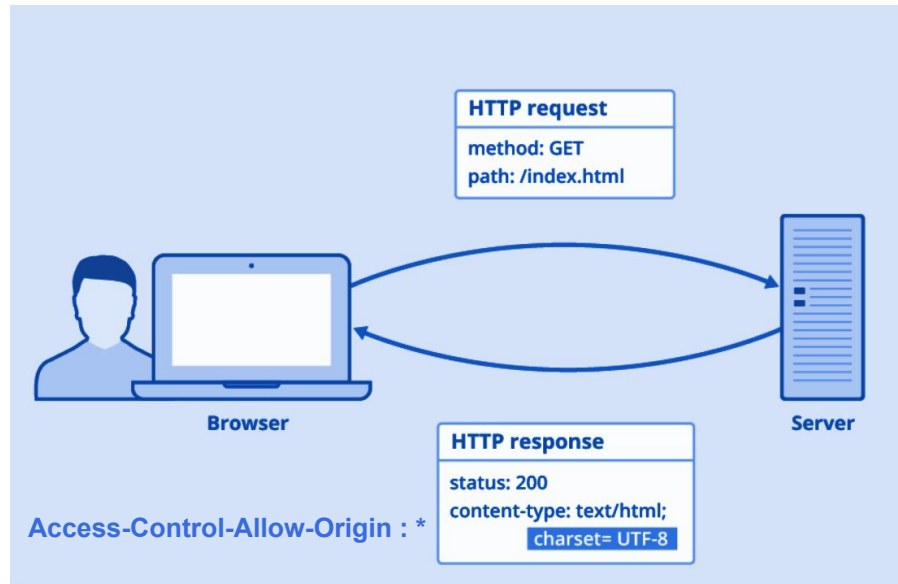 HTTP request
method: GET
path: /index.html
Browser
Server
HTTP response
status: 200
content-type: text/html;
charset= UTF-8
Access-Control-Allow-Origin : *